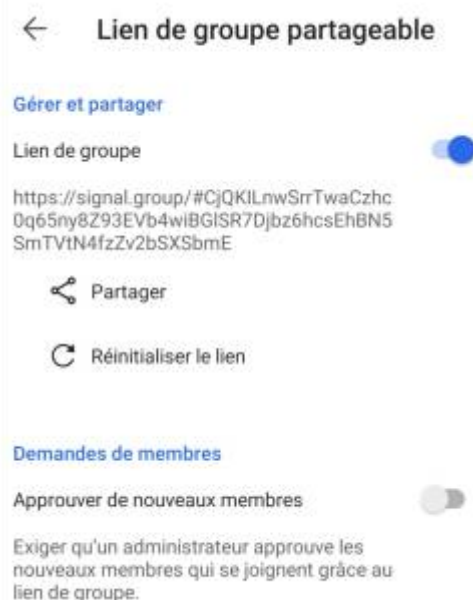 Lien de groupe partageable
Gérer et partager
Lien de groupe
https://signal.group/#CjQKILnwSrrTwaCzhc
0q65ny8Z93EVb4wiBGlSR7Djbz6hcsEhBN5
SmTVtN4fzZv2bSXSbmE
Partager
Réinitialiser le lien
Demandes de membres
Approuver de nouveaux membres
Exiger qu'un administrateur approuve les
nouveaux membres qui se joignent grâce au
lien de groupe.